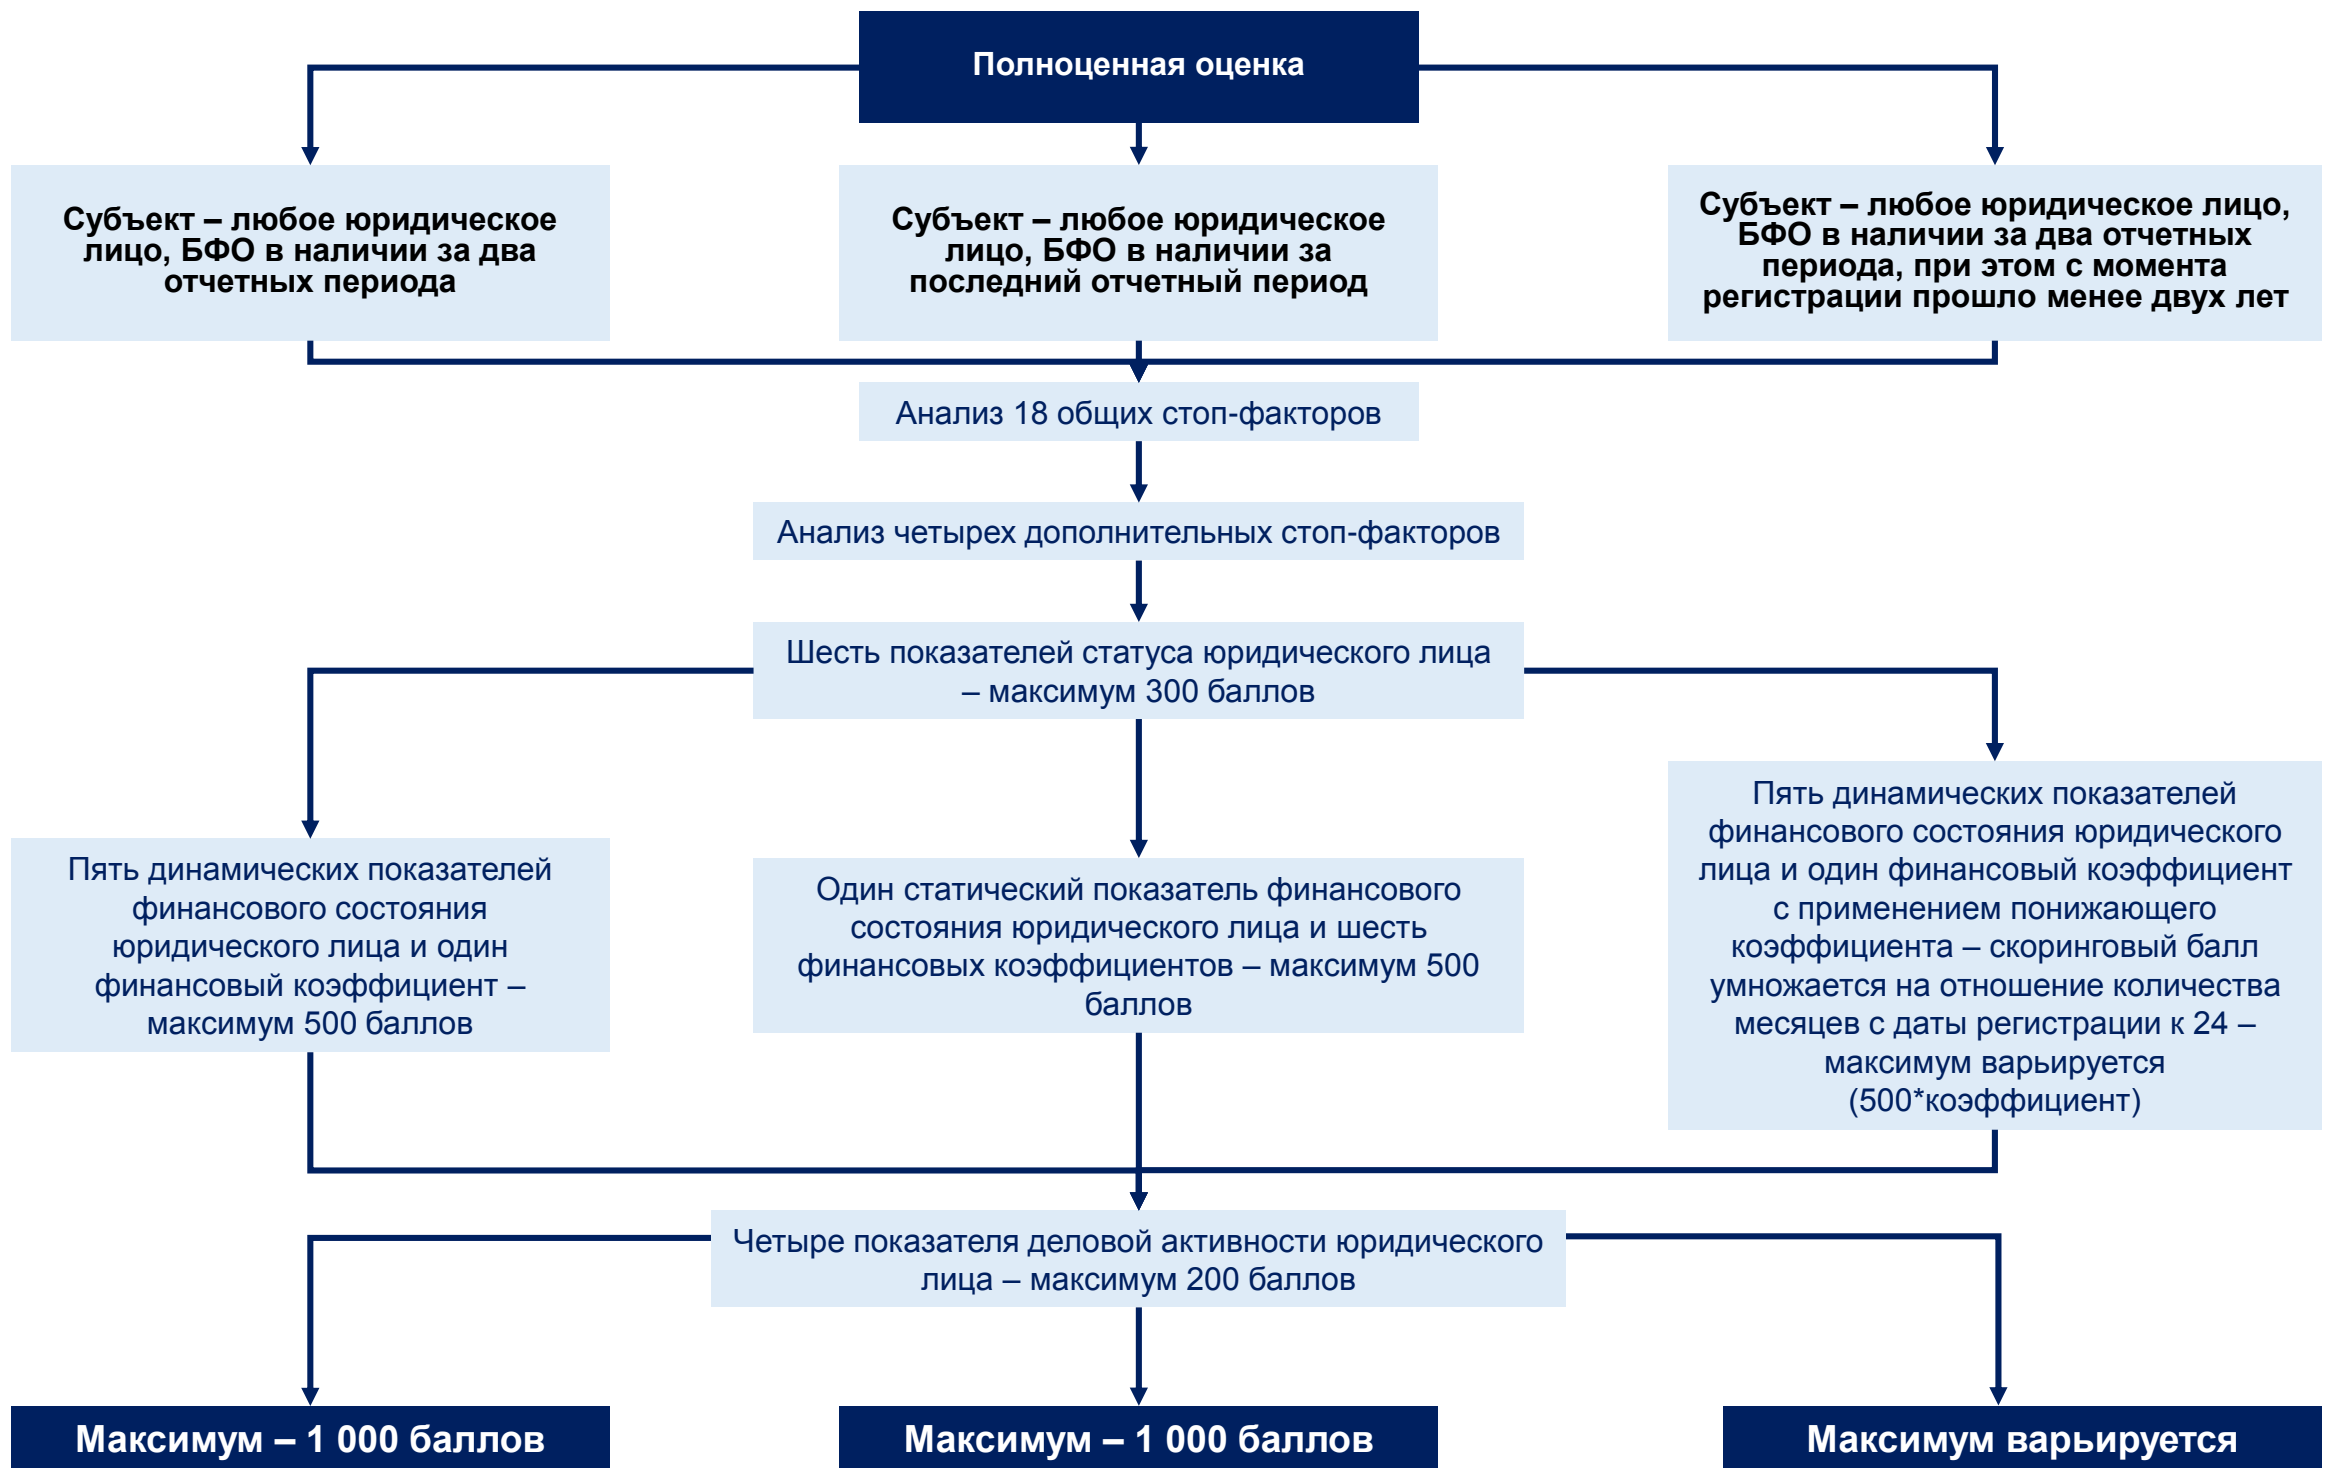 Полноценная оценка
Субъект – любое юридическое
лицо, БФО в наличии за два
отчетных периода
Субъект – любое юридическое
лицо, БФО в наличии за
последний отчетный период
Субъект – любое юридическое лицо,
БФО в наличии за два отчетных
периода, при этом с момента
регистрации прошло менее двух лет
Анализ 18 общих стоп-факторов
Анализ четырех дополнительных стоп-факторов
Шесть показателей статуса юридического лица
– максимум 300 баллов
Пять динамических показателей
финансового состояния
юридического лица и один
финансовый коэффициент –
максимум 500 баллов
Один статический показатель финансового
состояния юридического лица и шесть
финансовых коэффициентов – максимум 500
баллов
Пять динамических показателей
финансового состояния юридического
лица и один финансовый коэффициент
с применением понижающего
коэффициента – скоринговый балл
умножается на отношение количества
месяцев с даты регистрации к 24 –
максимум варьируется
(500*коэффициент)
Четыре показателя деловой активности юридического
лица – максимум 200 баллов
Максимум – 1 000 баллов
Максимум – 1 000 баллов
Максимум варьируется